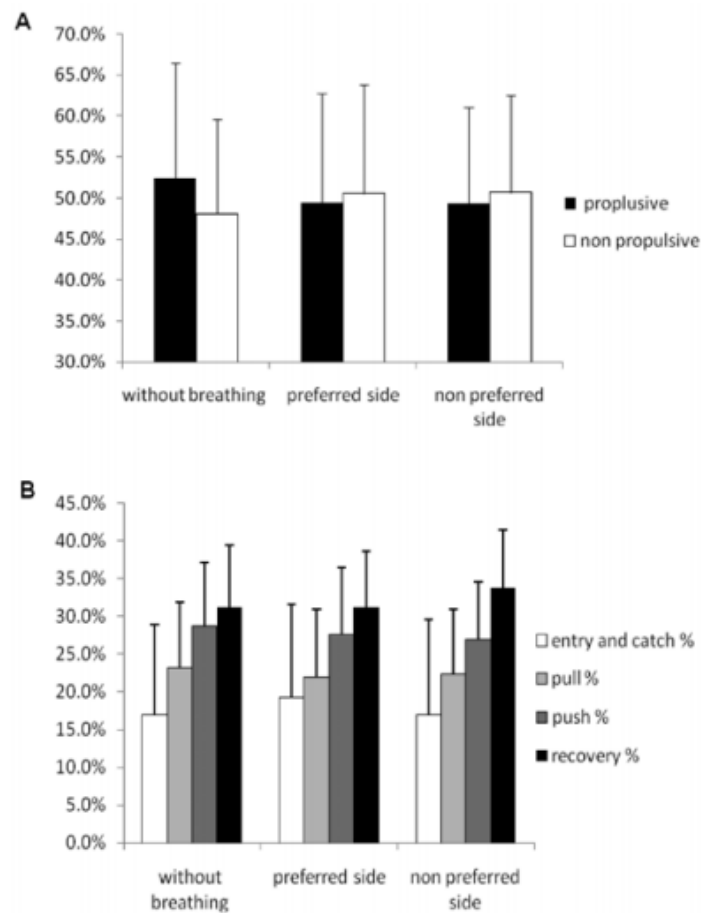 A
70.0%
65.0%
60.0%
55.0%
50.0%
45.0%
40.0%
35.0%
30.0%
without breathing
preferred side
non preferred
side
proplusive
non propulsive
B
45.0%
40.0%
35.0%
30.0%
25.0%
20.0%
15.0%
10.0%
5.0%
0.0%
without
breathing
preferred side
non preferred
side
entry and catch %
pull %
push %
recovery %